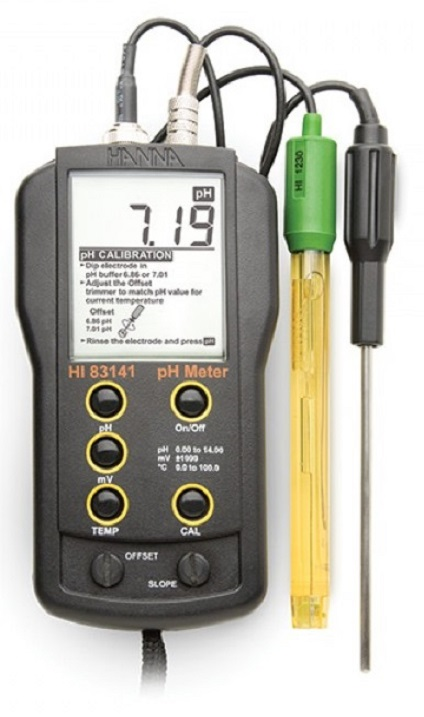 HANNA
pH
7.19
pH CALIBRATION
Dip electrode in
pH buffer 6.86 or 7.01
Adjust the Offset
trimmer to match pH value for
current temperature
Offset
6.86 pH
7.01 pH
Rinse the electrode and press pH
HI 83141 pH Meter
pH
On/Off
pH 0.00 to 14.00
mV ±1999
°C 0.0 to 100.0
mV
TEMP
CAL
OFFSET
SLOPE
HI 1230